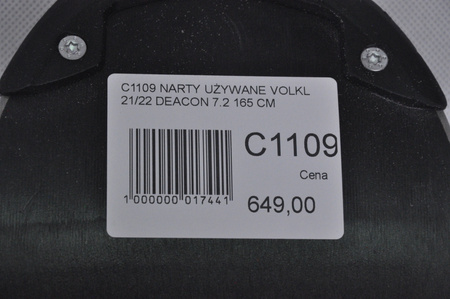 C1109 NARTY UŻYWANE VOLKL
21/22 DEACON 7.2 165 CM
C1109
Cena
649,00
1 000000 017441